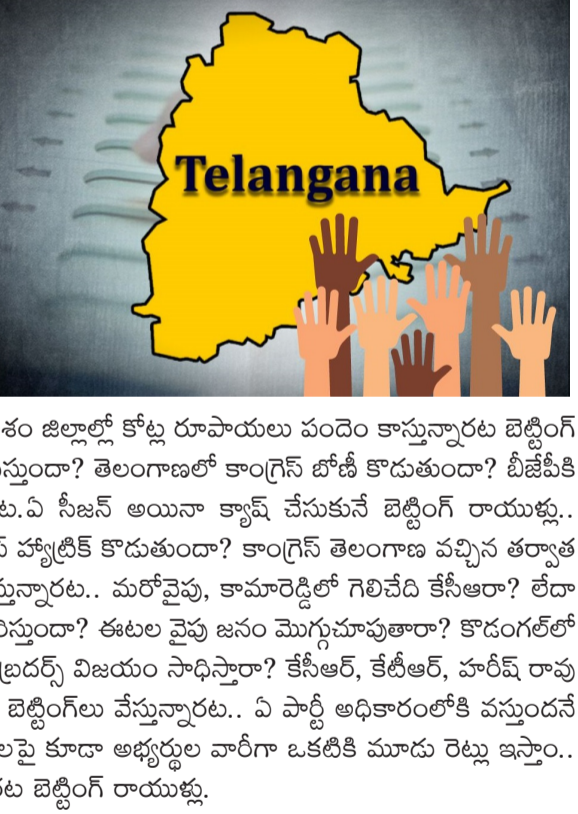 Telangana
శం జిల్లాల్లో కోట్ల రూపాయలు పందెం కాస్తున్నారట బెట్టింగ్
స్తుందా? తెలంగాణలో కాంగ్రెస్ బోణీ కొడుతుందా? బీజేపీకి
ట.ఏ సీజన్ అయినా క్యాష్ చేసుకునే బెట్టింగ్ రాయుళ్లు..
హ్యాట్రిక్ కొడుతుందా? కాంగ్రెస్ తెలంగాణ వచ్చిన తర్వాత
స్తున్నారట.. మరోవైపు, కామారెడ్డిలో గెలిచేది కేసీఆరా? లేదా
రిస్తుందా? ఈటల వైపు జనం మొగ్గుచూపుతారా? కొడంగల్‌లో
బ్రదర్స్ విజయం సాధిస్తారా? కేసీఆర్, కేటీఆర్, హరీష్ రావు
బెట్టింగ్‌లు వేస్తున్నారట.. ఏ పార్టీ అధికారంలోకి వస్తుందనే
లపై కూడా అభ్యర్థుల వారీగా ఒకటికి మూడు రెట్లు ఇస్తాం..
రట బెట్టింగ్ రాయుళ్లు.